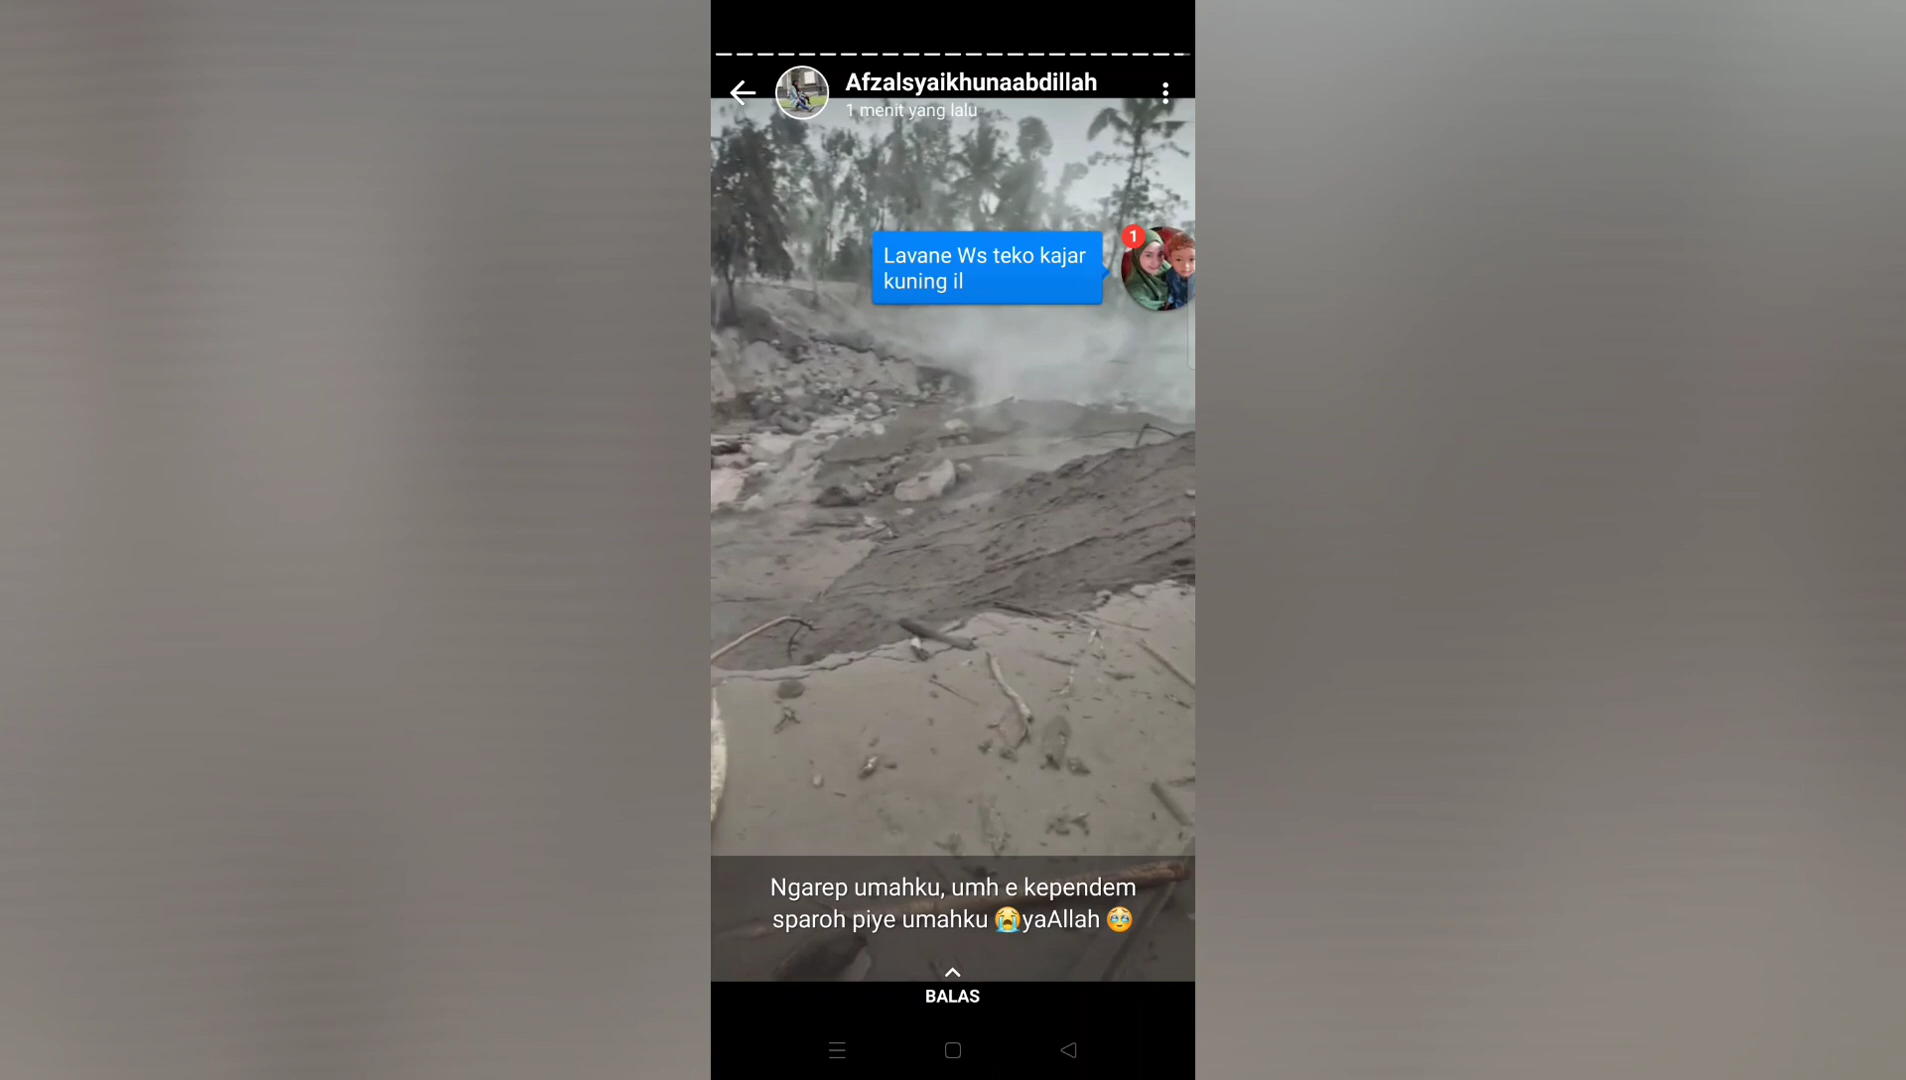 Afzalsyaikhunaabdillah
1 menit yang lalu
1
Lavane Ws teko kajar
kuning il
Ngarep umahku, umh e kependem
sparoh piye umahku 😭yaAllah 🥹
BALAS